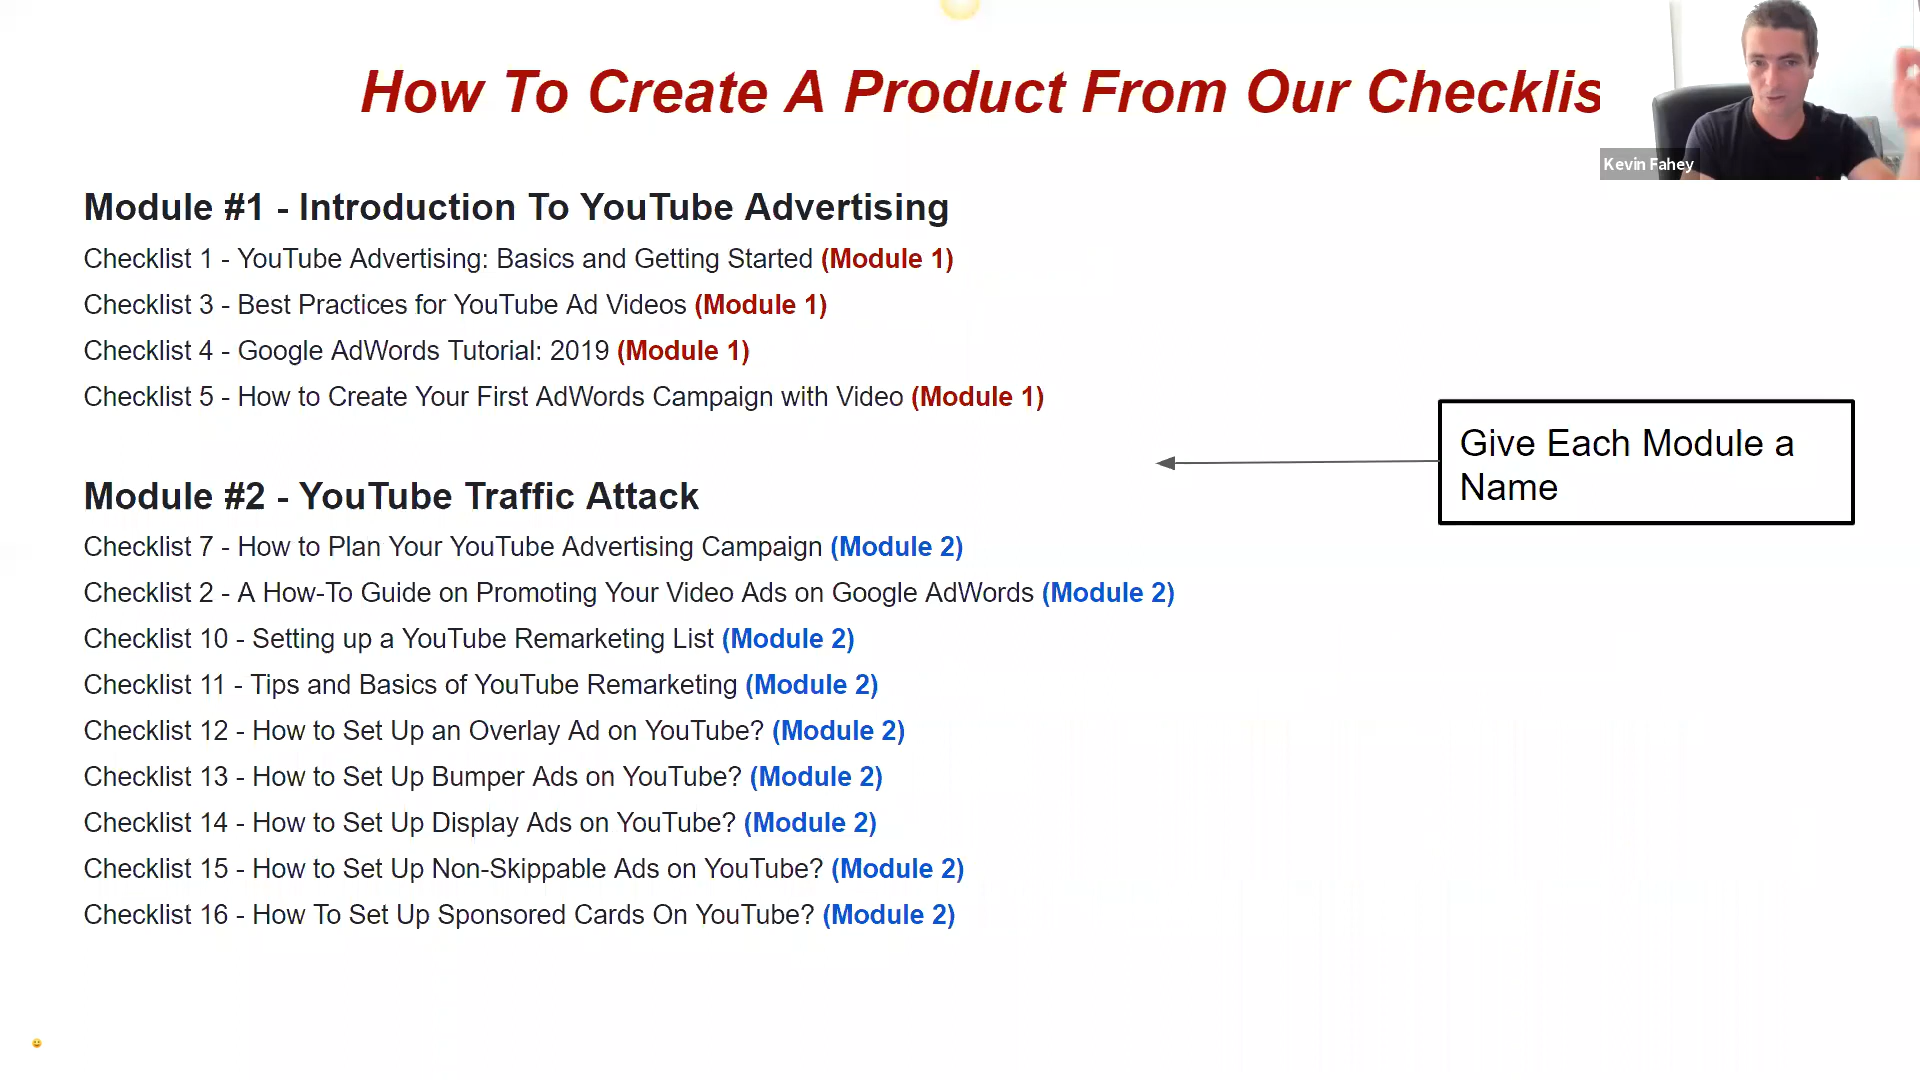 How To Create A Product From Our Checklis
Kevin Fahey
Module #1 - Introduction To YouTube Advertising
Checklist 1 - YouTube Advertising: Basics and Getting Started (Module 1)
Checklist 3 - Best Practices for YouTube Ad Videos (Module 1)
Checklist 4 - Google AdWords Tutorial: 2019 (Module 1)
Checklist 5 - How to Create Your First AdWords Campaign with Video (Module 1)
Give Each Module a
Name
Module #2 - YouTube Traffic Attack
Checklist 7 - How to Plan Your YouTube Advertising Campaign (Module 2)
Checklist 2 - A How-To Guide on Promoting Your Video Ads on Google AdWords (Module 2)
Checklist 10 - Setting up a YouTube Remarketing List (Module 2)
Checklist 11 - Tips and Basics of YouTube Remarketing (Module 2)
Checklist 12 - How to Set Up an Overlay Ad on YouTube? (Module 2)
Checklist 13 - How to Set Up Bumper Ads on YouTube? (Module 2)
Checklist 14 - How to Set Up Display Ads on YouTube? (Module 2)
Checklist 15 - How to Set Up Non-Skippable Ads on YouTube? (Module 2)
Checklist 16 - How To Set Up Sponsored Cards On YouTube? (Module 2)